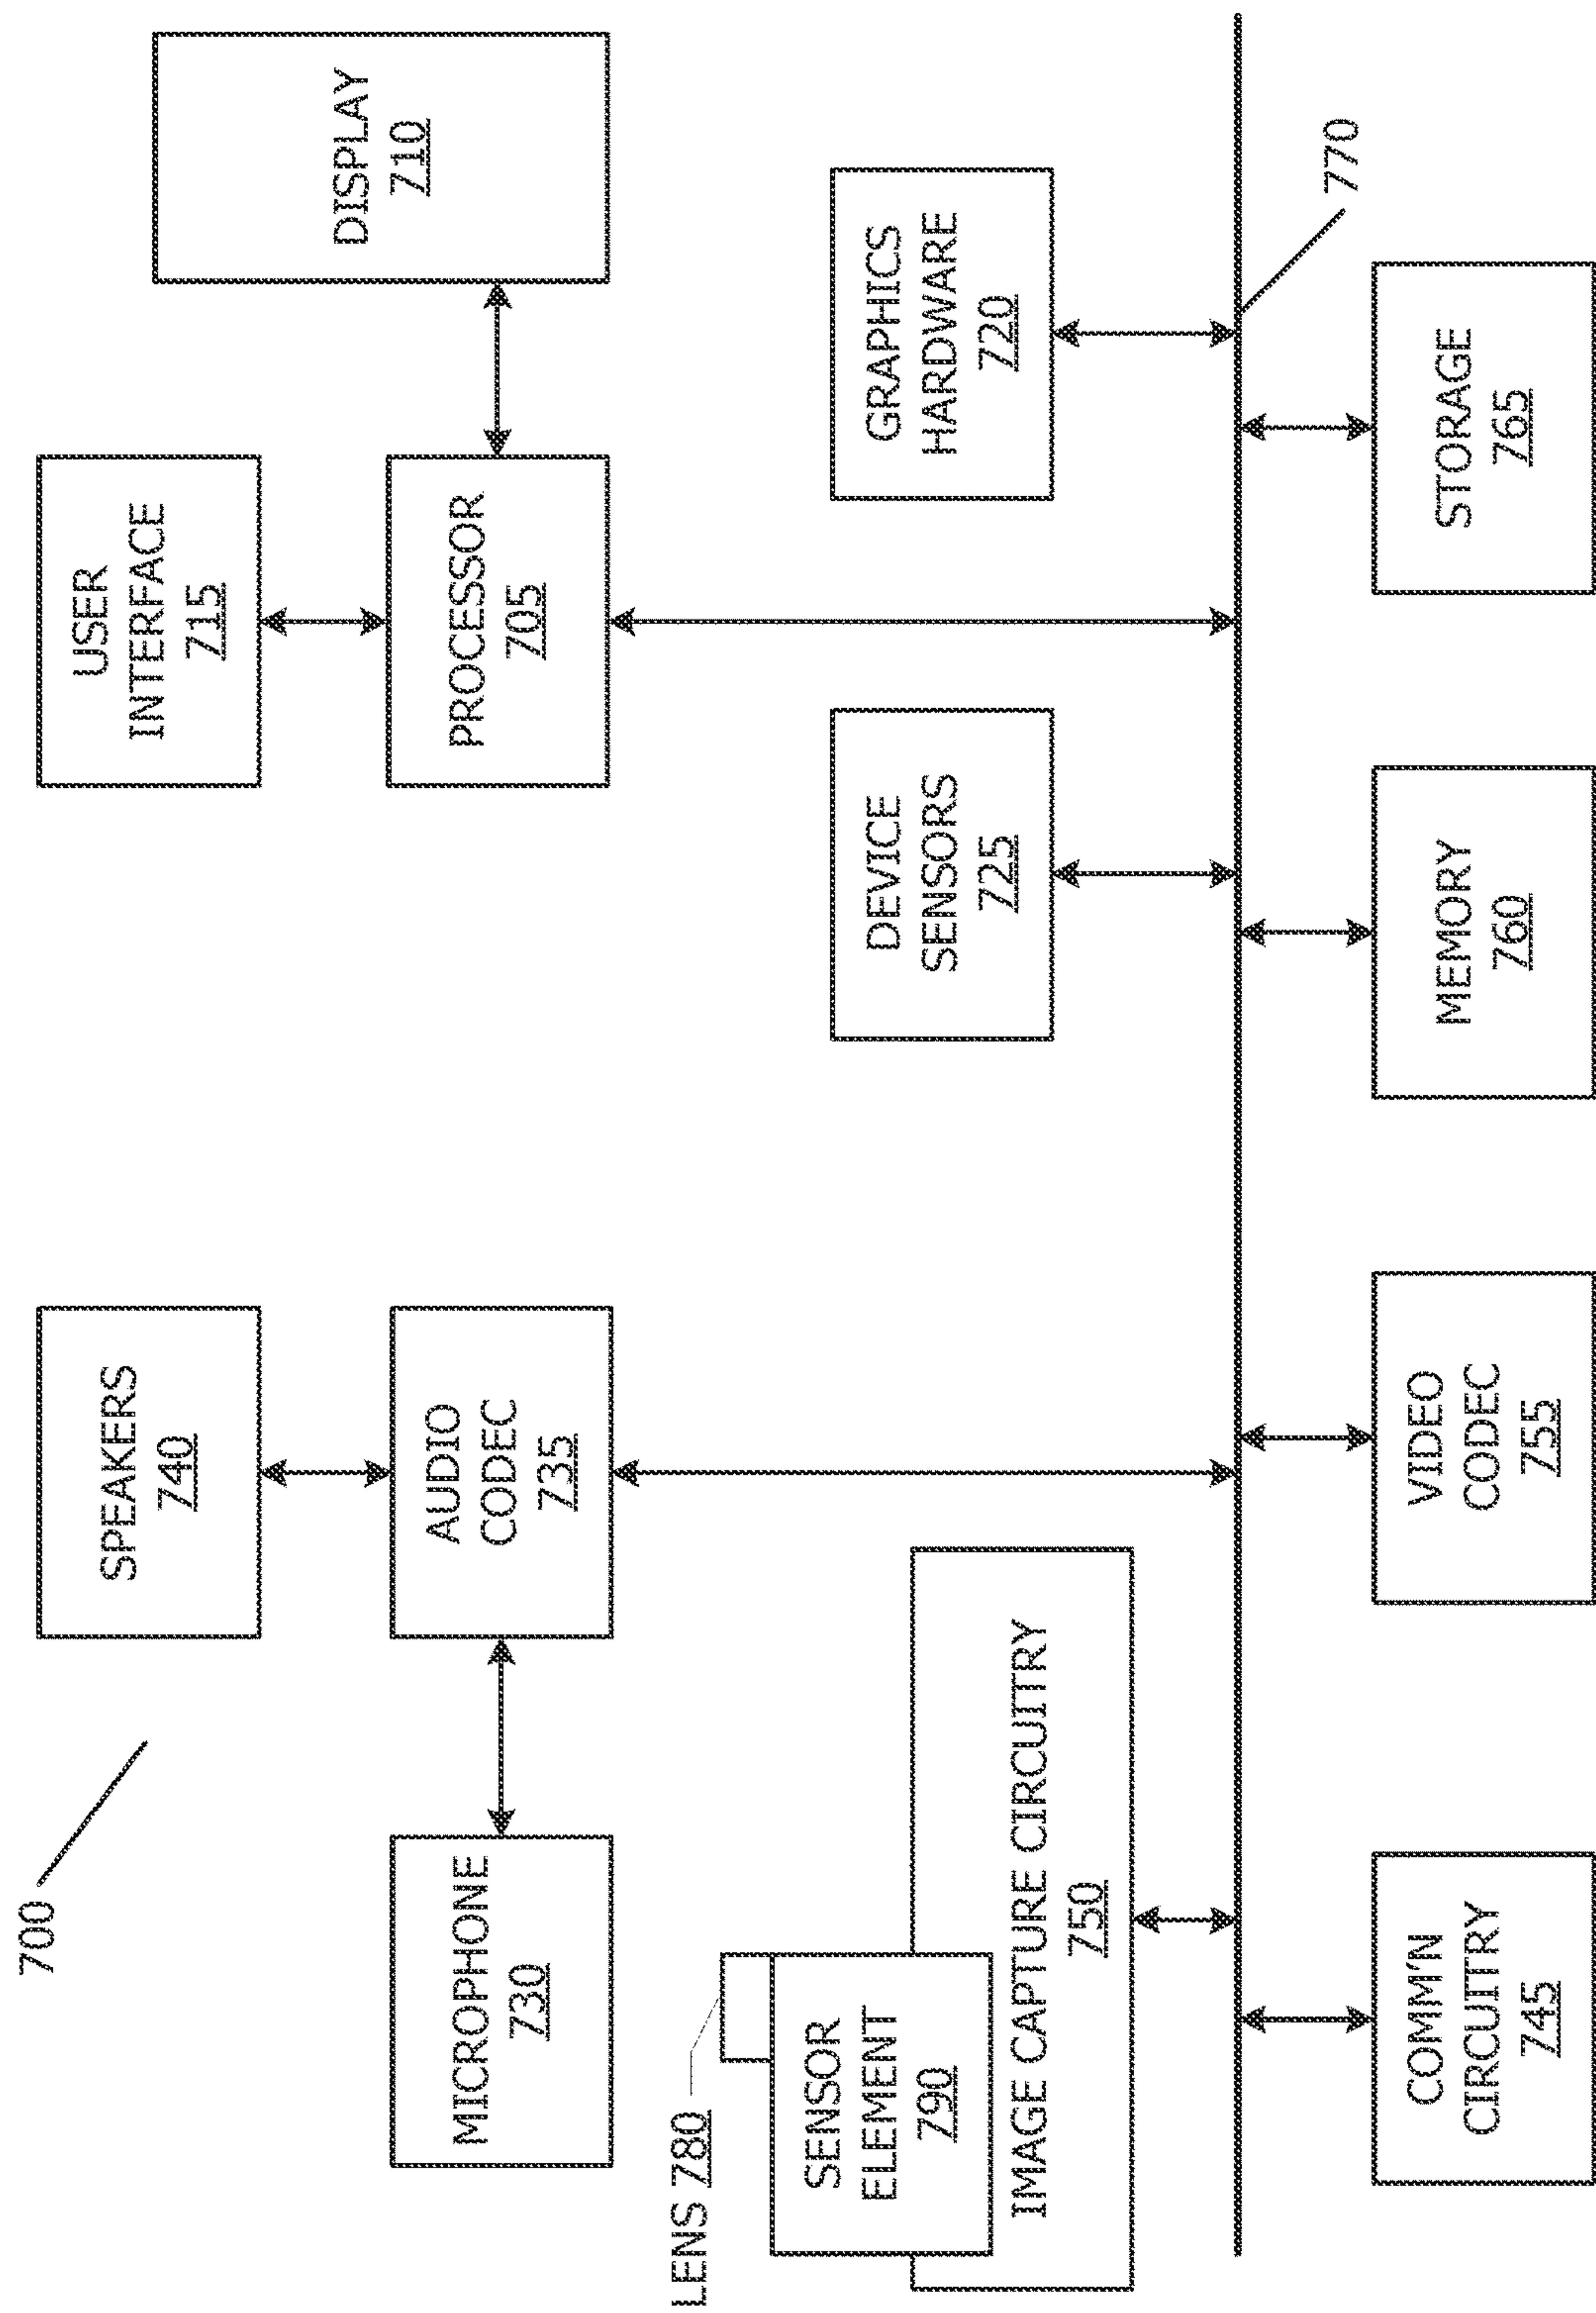 700
SPEAKERS
740
USER
INTERFACE
715
DISPLAY
710
MICROPHONE
730
AUDIO
CODEC
735
PROCESSOR
705
LENS 780
SENSOR
ELEMENT
790
IMAGE CAPTURE CIRCUITRY
750
DEVICE
SENSORS
725
GRAPHICS
HARDWARE
720
770
COMM'N
CIRCUITRY
745
VIDEO
CODEC
755
MEMORY
760
STORAGE
765